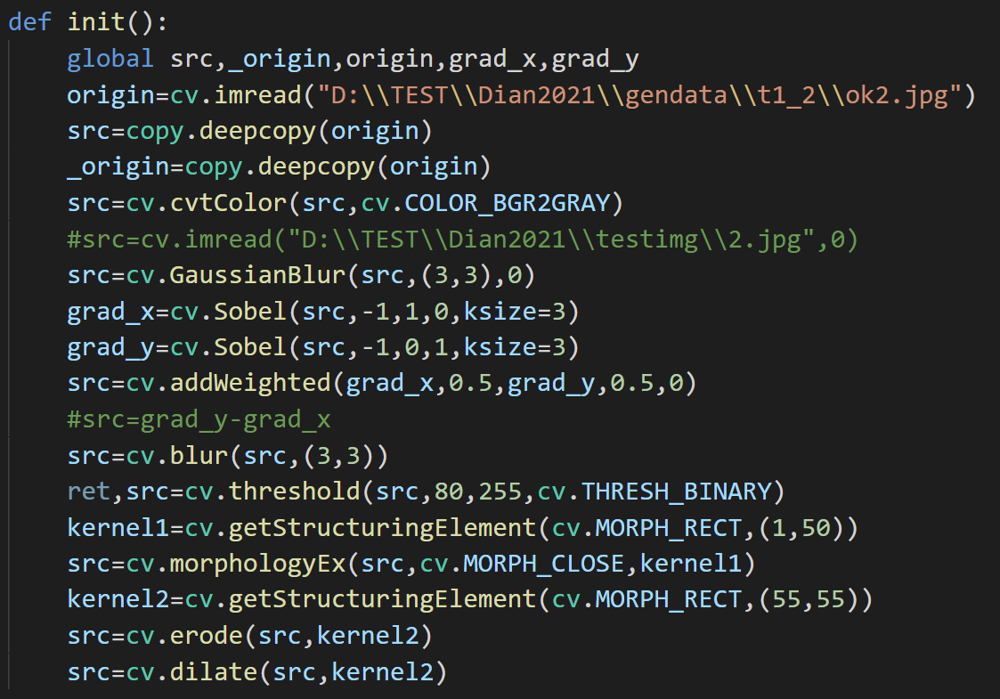 def init():
    global src,_origin,origin,grad_x,grad_y
    origin=cv.imread("D:\\TEST\\Dian2021\\gendata\\t1_2\\ok2.jpg")
    src=copy.deepcopy(origin)
    _origin=copy.deepcopy(origin)
    src=cv.cvtColor(src,cv.COLOR_BGR2GRAY)
    #src=cv.imread("D:\\TEST\\Dian2021\\testimg\\2.jpg",0)
    src=cv.GaussianBlur(src,(3,3),0)
    grad_x=cv.Sobel(src,-1,1,0,ksize=3)
    grad_y=cv.Sobel(src,-1,0,1,ksize=3)
    src=cv.addWeighted(grad_x,0.5,grad_y,0.5,0)
    #src=grad_y-grad_x
    src=cv.blur(src,(3,3))
    ret,src=cv.threshold(src,80,255,cv.THRESH_BINARY)
    kernel1=cv.getStructuringElement(cv.MORPH_RECT,(1,50))
    src=cv.morphologyEx(src,cv.MORPH_CLOSE,kernel1)
    kernel2=cv.getStructuringElement(cv.MORPH_RECT,(55,55))
    src=cv.erode(src,kernel2)
    src=cv.dilate(src,kernel2)